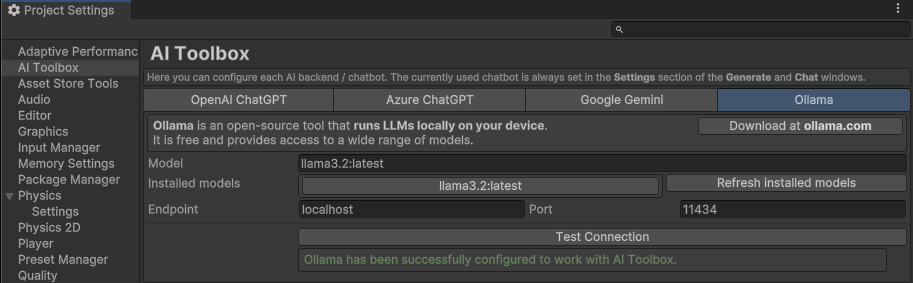 Project Settings
AI Toolbox
Adaptive Performanc
AI Toolbox
Asset Store Tools
Audio
Editor
Graphics
Input Manager
Memory Settings
Package Manager
Physics
Settings
Physics 2D
Player
Preset Manager
Quality
Here you can configure each AI backend / chatbot. The currently used chatbot is always set in the Settings section of the Generate and Chat windows.
OpenAI ChatGPT Azure ChatGPT Google Gemini Ollama
Ollama is an open-source tool that runs LLMs locally on your device.
It is free and provides access to a wide range of models.
Download at ollama.com
Model llama3.2:latest
Installed models llama3.2:latest Refresh installed models
Endpoint localhost Port 11434
Test Connection
Ollama has been successfully configured to work with AI Toolbox.